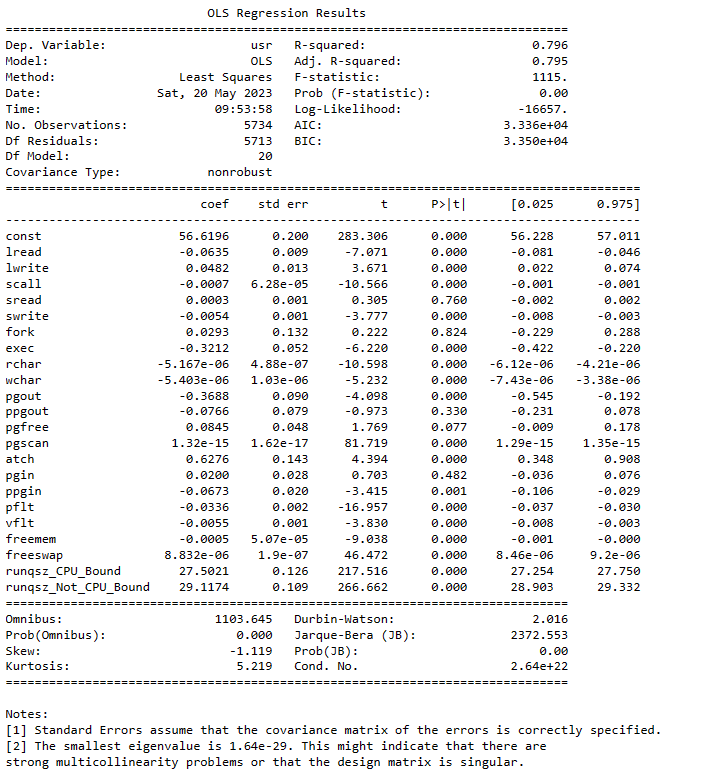 OLS Regression Results
==============================================================================
Dep. Variable:                    usr   R-squared:                       0.796
Model:                            OLS   Adj. R-squared:                  0.795
Method:                 Least Squares   F-statistic:                     1115.
Date:                Sat, 20 May 2023   Prob (F-statistic):               0.00
Time:                        09:53:58   Log-Likelihood:                -16657.
No. Observations:                5734   AIC:                         3.336e+04
Df Residuals:                    5713   BIC:                         3.350e+04
Df Model:                          20
Covariance Type:            nonrobust
========================================================================================
                           coef    std err          t      P>|t|      [0.025      0.975]
----------------------------------------------------------------------------------------
const                   56.6196      0.200    283.306      0.000      56.228      57.011
lread                   -0.0635      0.009     -7.071      0.000      -0.081      -0.046
lwrite                   0.0482      0.013      3.671      0.000       0.022       0.074
scall                   -0.0007   6.28e-05    -10.566      0.000      -0.001      -0.001
sread                    0.0003      0.001      0.305      0.760      -0.002       0.002
swrite                  -0.0054      0.001     -3.777      0.000      -0.008      -0.003
fork                     0.0293      0.132      0.222      0.824      -0.229       0.288
exec                    -0.3212      0.052     -6.220      0.000      -0.422      -0.220
rchar                -5.167e-06   4.88e-07    -10.598      0.000   -6.12e-06   -4.21e-06
wchar                -5.403e-06   1.03e-06     -5.232      0.000   -7.43e-06   -3.38e-06
pgout                   -0.3688      0.090     -4.098      0.000      -0.545      -0.192
ppgout                  -0.0766      0.079     -0.973      0.330      -0.231       0.078
pgfree                   0.0845      0.048      1.769      0.077      -0.009       0.178
pgscan                 1.32e-15   1.62e-17     81.719      0.000    1.29e-15    1.35e-15
atch                     0.6276      0.143      4.394      0.000       0.348       0.908
pgin                     0.0200      0.028      0.703      0.482      -0.036       0.076
ppgin                   -0.0673      0.020     -3.415      0.001      -0.106      -0.029
pflt                    -0.0336      0.002    -16.957      0.000      -0.037      -0.030
vflt                    -0.0055      0.001     -3.830      0.000      -0.008      -0.003
freemem                 -0.0005   5.07e-05     -9.038      0.000      -0.001      -0.000
freeswap              8.832e-06    1.9e-07     46.472      0.000    8.46e-06     9.2e-06
runqsz_CPU_Bound        27.5021      0.126    217.516      0.000      27.254      27.750
runqsz_Not_CPU_Bound    29.1174      0.109    266.662      0.000      28.903      29.332
==============================================================================
Omnibus:                     1103.645   Durbin-Watson:                   2.016
Prob(Omnibus):                  0.000   Jarque-Bera (JB):             2372.553
Skew:                          -1.119   Prob(JB):                         0.00
Kurtosis:                       5.219   Cond. No.                     2.64e+22
==============================================================================
Notes:
[1] Standard Errors assume that the covariance matrix of the errors is correctly specified.
[2] The smallest eigenvalue is 1.64e-29. This might indicate that there are
strong multicollinearity problems or that the design matrix is singular.